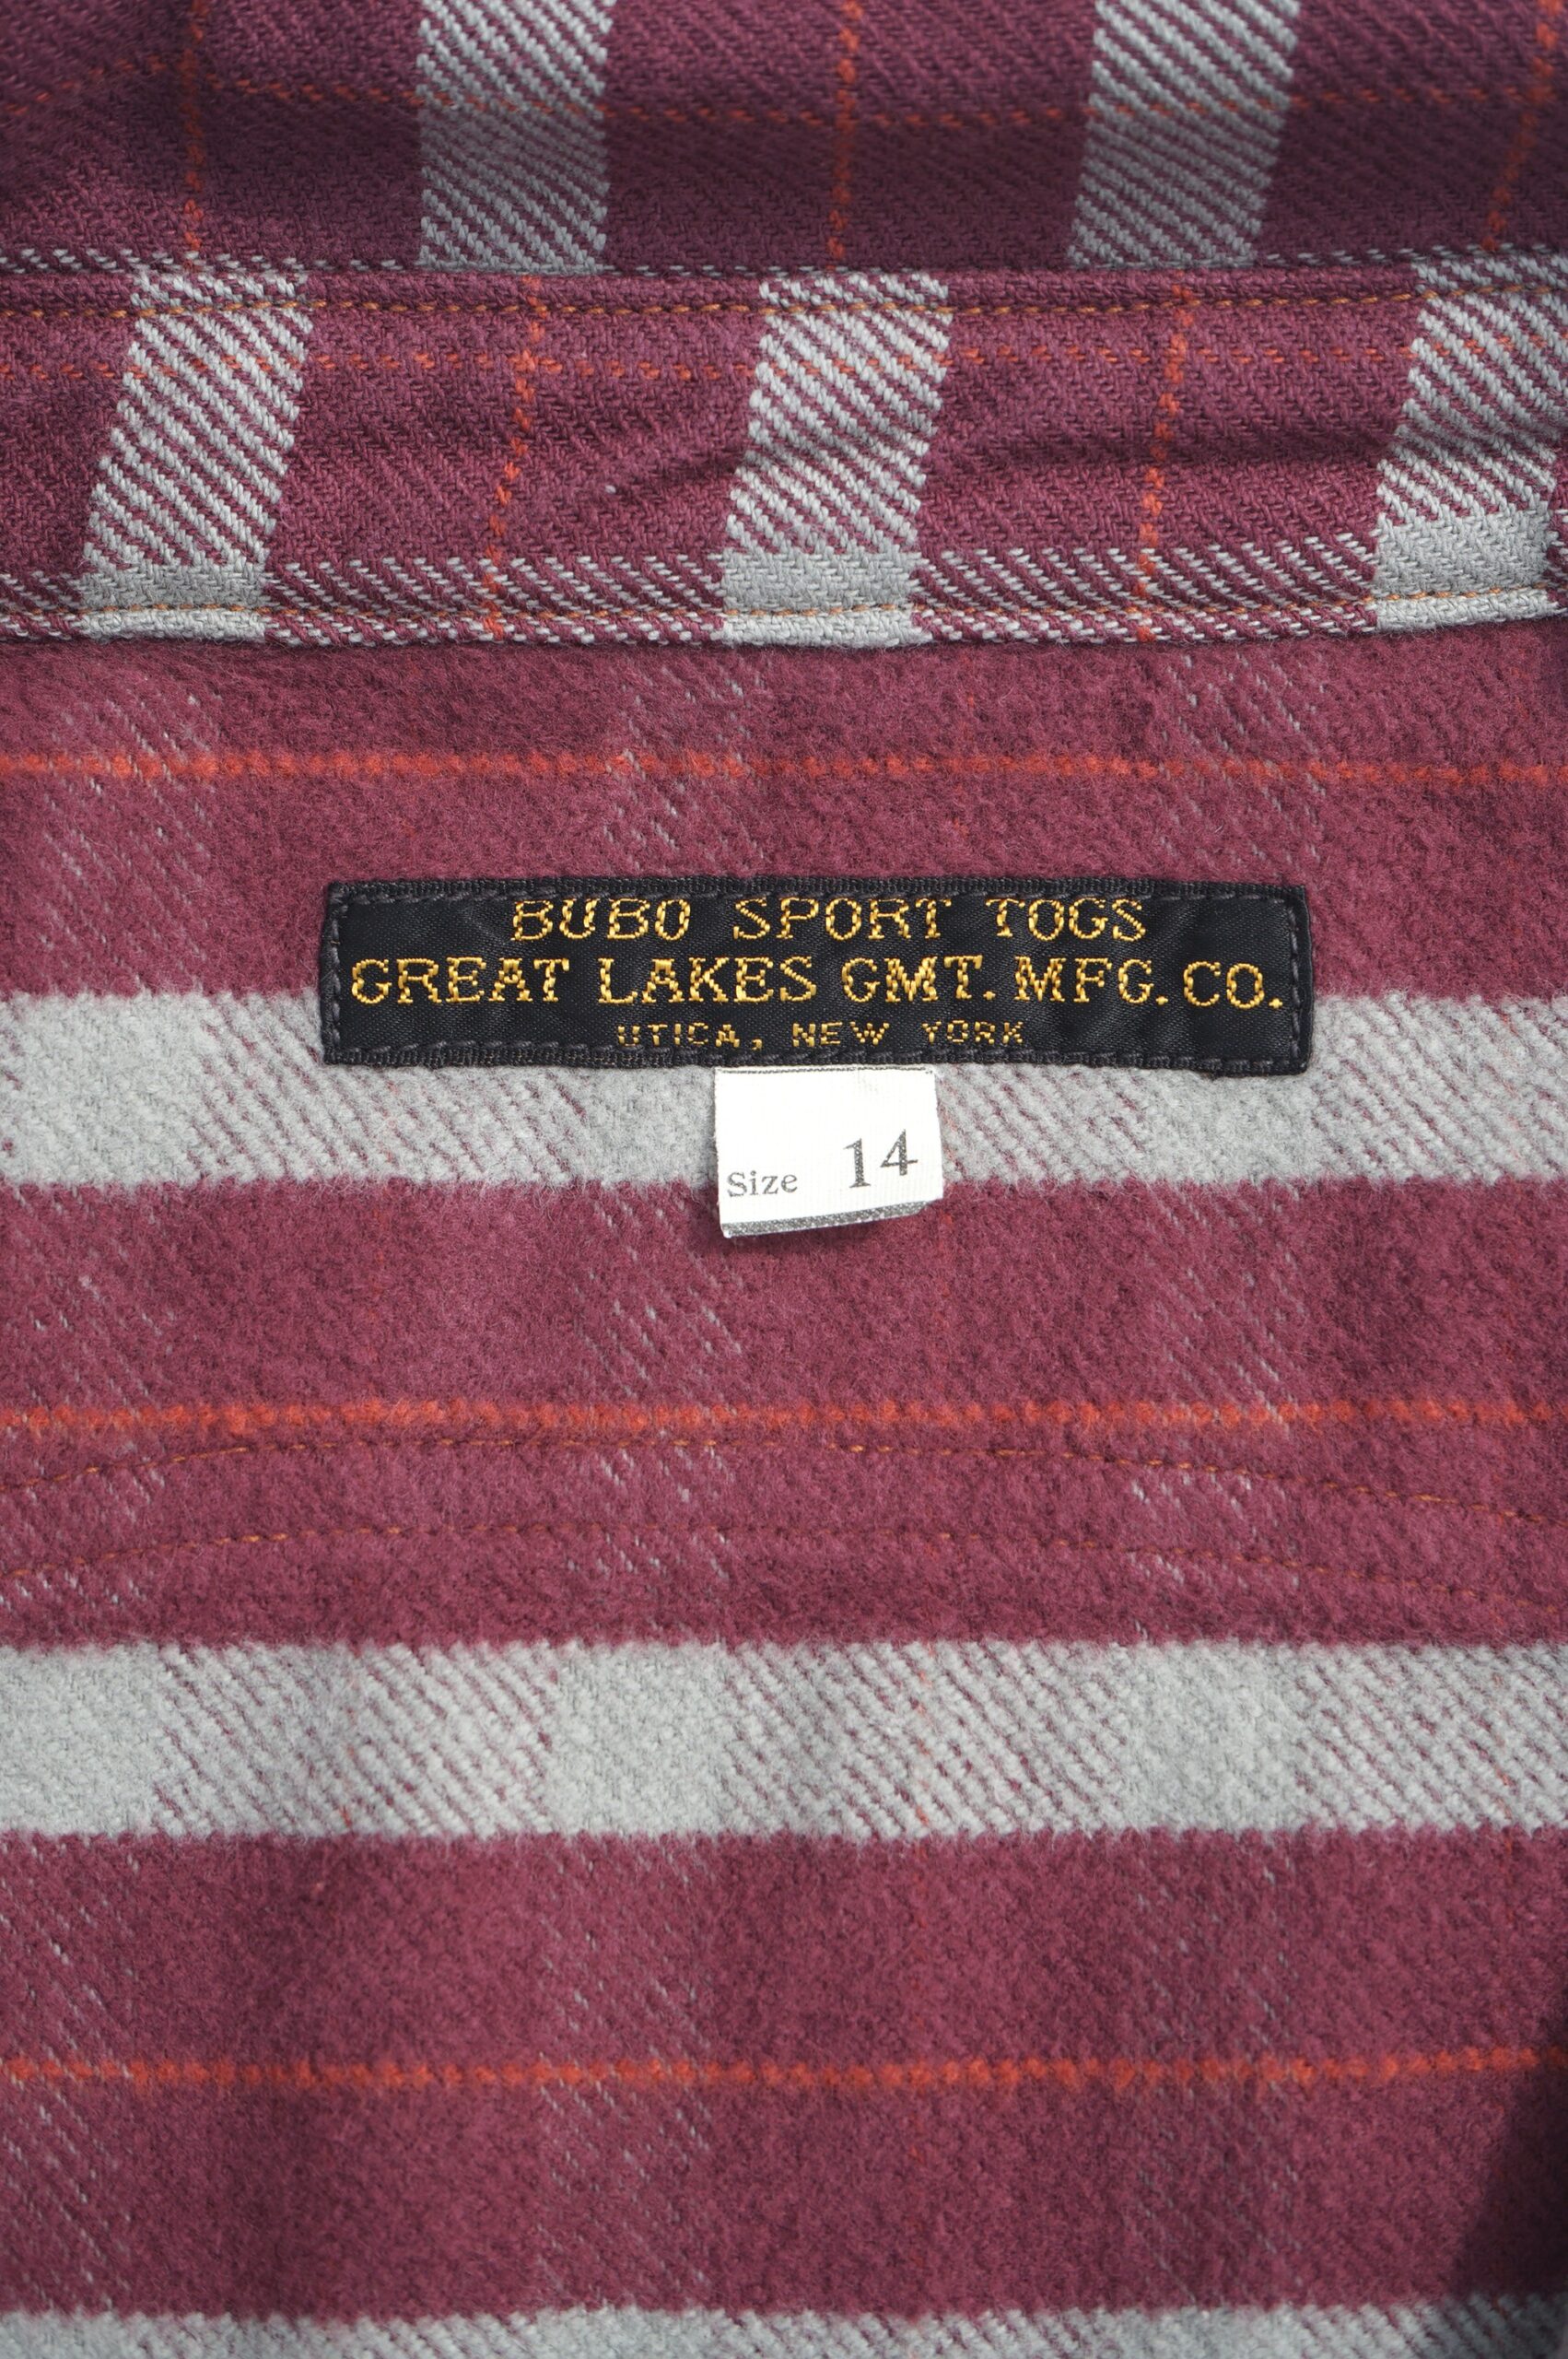 BUBO SPORT TOGS
GREAT LAKES GMT. MFG. CO.
UTICA, NEW YORK
Size 14